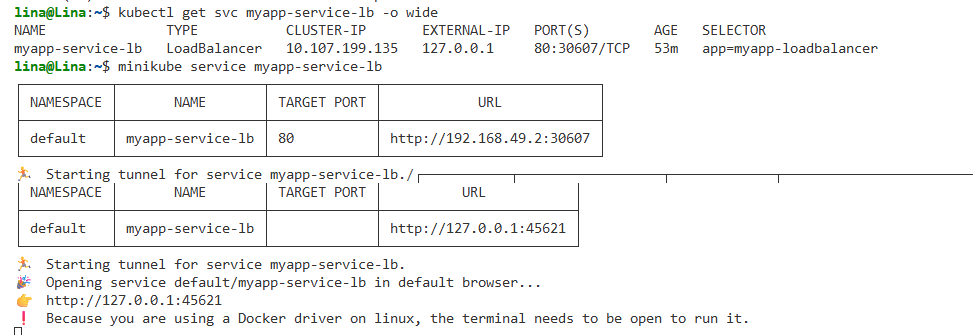 lina@Lina:~$ kubectl get svc myapp-service-lb -o wide
NAME TYPE CLUSTER-IP EXTERNAL-IP PORT(S) AGE SELECTOR
myapp-service-lb LoadBalancer 10.107.199.135 127.0.0.1 80:30607/TCP 53m app=myapp-loadbalancer
lina@Lina:~$ minikube service myapp-service-lb
NAMESPACE NAME TARGET PORT URL
default myapp-service-lb 80 http://192.168.49.2:30607
🏃 Starting tunnel for service myapp-service-lb./
NAMESPACE NAME TARGET PORT URL
default myapp-service-lb http://127.0.0.1:45621
🏃 Starting tunnel for service myapp-service-lb.
🎉 Opening service default/myapp-service-lb in default browser...
👉 http://127.0.0.1:45621
❗ Because you are using a Docker driver on linux, the terminal needs to be open to run it.